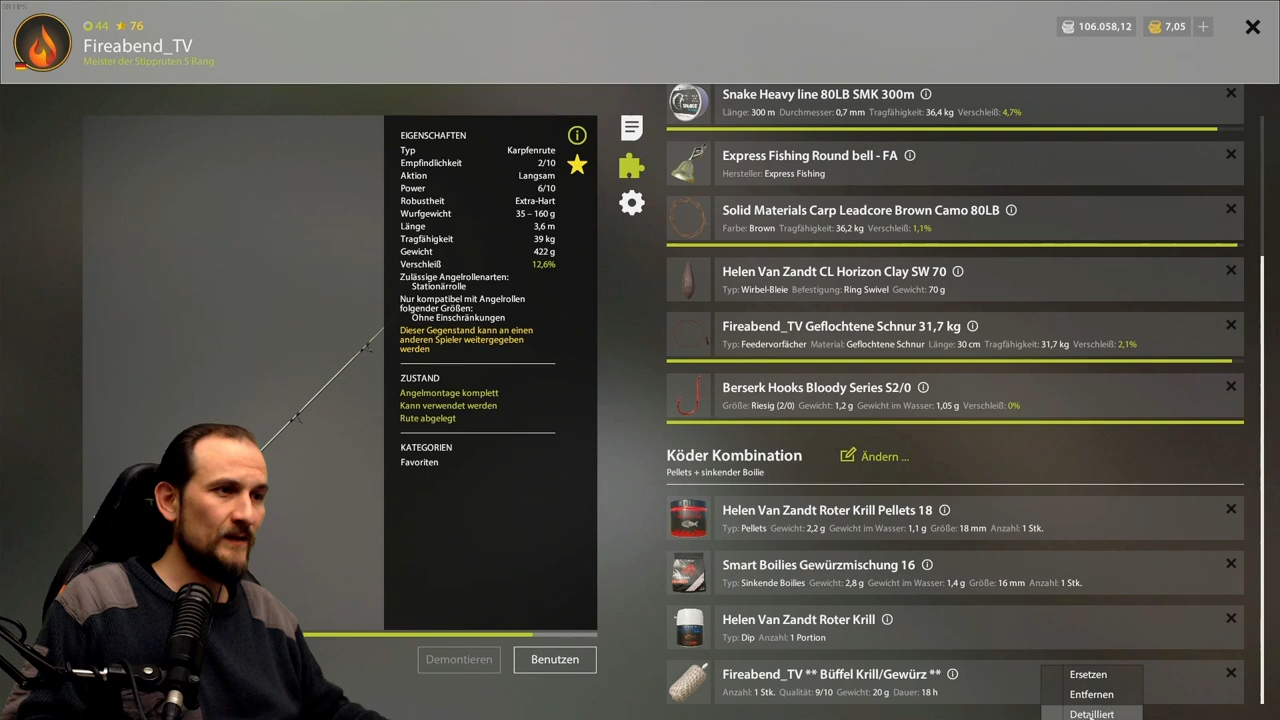 44 76
Fireabend_TV
Meister der Stippruten 5 Rang
106.058,12
7,05
EIGENSCHAFTEN
Typ Karpfenrute
Empfindlichkeit 2/10
Aktion Langsam
Power 6/10
Robustheit Extra-Hart
Wurfgewicht 35 – 160 g
Länge 3,6 m
Tragfähigkeit 39 kg
Gewicht 422 g
Verschleiß 12,6%
Zulässige Angelrollenarten:
Stationärrolle
Nur kompatibel mit Angelrollen
folgender Größen:
Ohne Einschränkungen
Dieser Gegenstand kann an einen
anderen Spieler weitergegeben
werden
ZUSTAND
Angelmontage komplett
Kann verwendet werden
Rute abgelegt
KATEGORIEN
Favoriten
Demontieren
Benutzen
Snake Heavy line 80LB SMK 300m
Länge: 300 m Durchmesser: 0,7 mm Tragfähigkeit: 36,4 kg Verschleiß: 4,7%
Express Fishing Round bell - FA
Hersteller: Express Fishing
Solid Materials Carp Leadcore Brown Camo 80LB
Farbe: Brown Tragfähigkeit: 36,2 kg Verschleiß: 1,1%
Helen Van Zandt CL Horizon Clay SW 70
Typ: Wirbel-Bleie Befestigung: Ring Swivel Gewicht: 70 g
Fireabend_TV Geflochtene Schnur 31,7 kg
Typ: Feedervorfächer Material: Geflochtene Schnur Länge: 30 cm Tragfähigkeit: 31,7 kg Verschleiß: 2,1%
Berserk Hooks Bloody Series S2/0
Größe: Riesig (2/0) Gewicht: 1,2 g Gewicht im Wasser: 1,05 g Verschleiß: 0%
Köder Kombination
Ändern ...
Pellets + sinkender Boilie
Helen Van Zandt Roter Krill Pellets 18
Typ: Pellets Gewicht: 2,2 g Gewicht im Wasser: 1,1 g Größe: 18 mm Anzahl: 1 Stk.
Smart Boilies Gewürzmischung 16
Typ: Sinkende Boilies Gewicht: 2,8 g Gewicht im Wasser: 1,4 g Größe: 16 mm Anzahl: 1 Stk.
Helen Van Zandt Roter Krill
Typ: Dip Anzahl: 1 Portion
Fireabend_TV ** Büffel Krill/Gewürz **
Anzahl: 1 Stk. Qualität: 9/10 Gewicht: 20 g Dauer: 18 h
Ersetzen
Entfernen
Detailliert